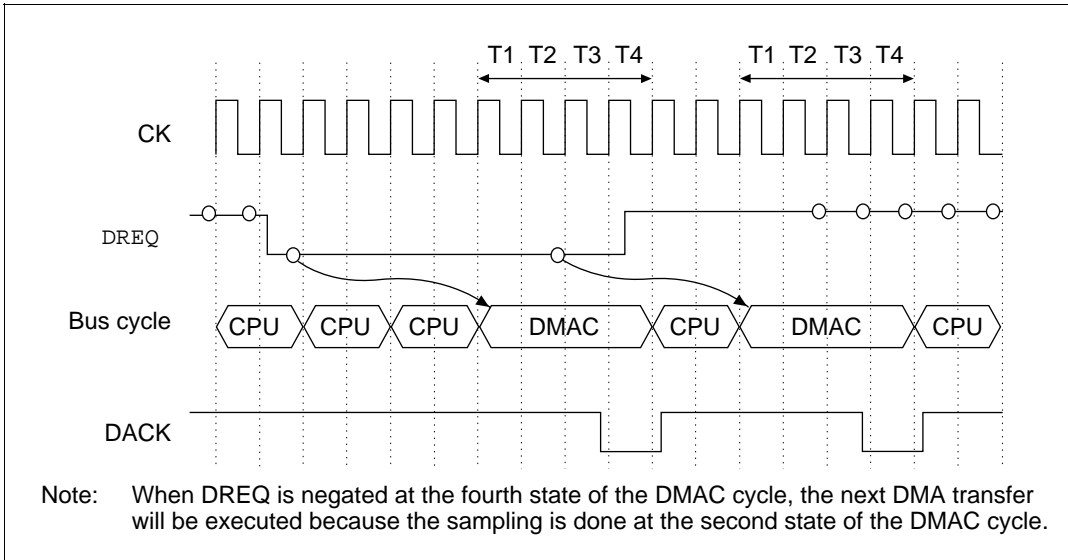 T1 T2 T3 T4 T1 T2 T3 T4
CK
DREQ
Bus cycle CPU CPU CPU DMAC CPU DMAC CPU
DACK
Note: When DREQ is negated at the fourth state of the DMAC cycle, the next DMA transfer
will be executed because the sampling is done at the second state of the DMAC cycle.